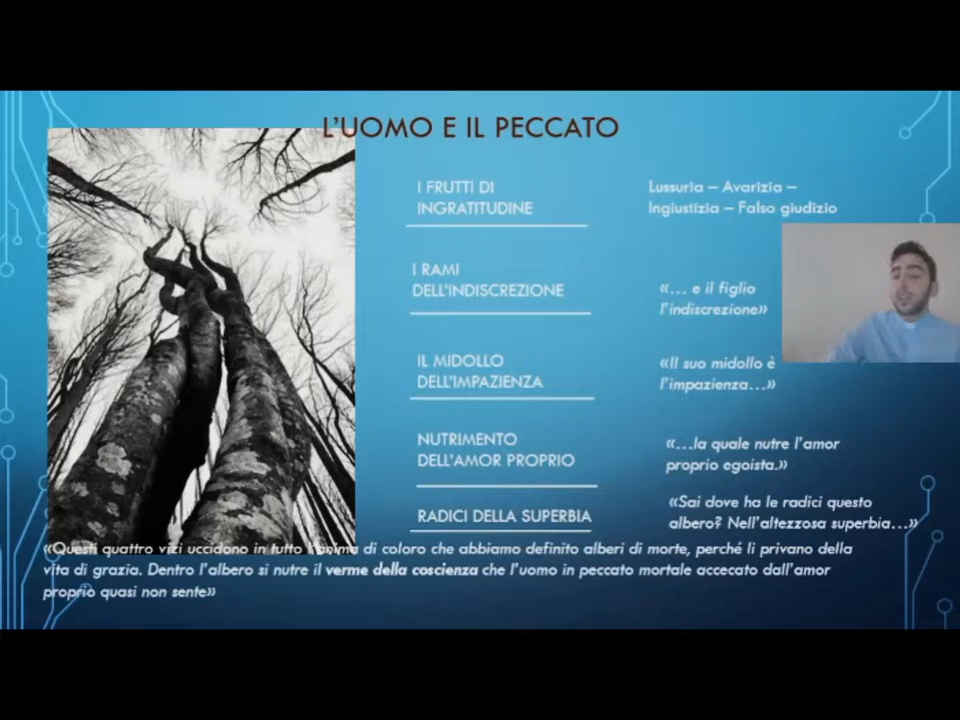 L'UOMO E IL PECCATO
I FRUTTI DI
INGRATITUDINE
Lussuria – Avarizia –
Ingiustizia – Falso giudizio
I RAMI
DELL'INDISCREZIONE
«… e il figlio
l'indiscrezione»
IL MIDOLLO
DELL'IMPAZIENZA
«Il suo midollo è
l'impazienza…»
NUTRIMENTO
DELL'AMOR PROPRIO
«…la quale nutre l'amor
proprio egoista.»
RADICI DELLA SUPERBIA
«Sai dove ha le radici questo
albero? Nell'altezzosa superbia…»
«Questi quattro vizi uccidono in tutto l'anima di coloro che abbiamo definito alberi di morte, perché li privano della
vita di grazia. Dentro l'albero si nutre il verme della coscienza che l'uomo in peccato mortale accecato dall'amor
proprio quasi non sente»